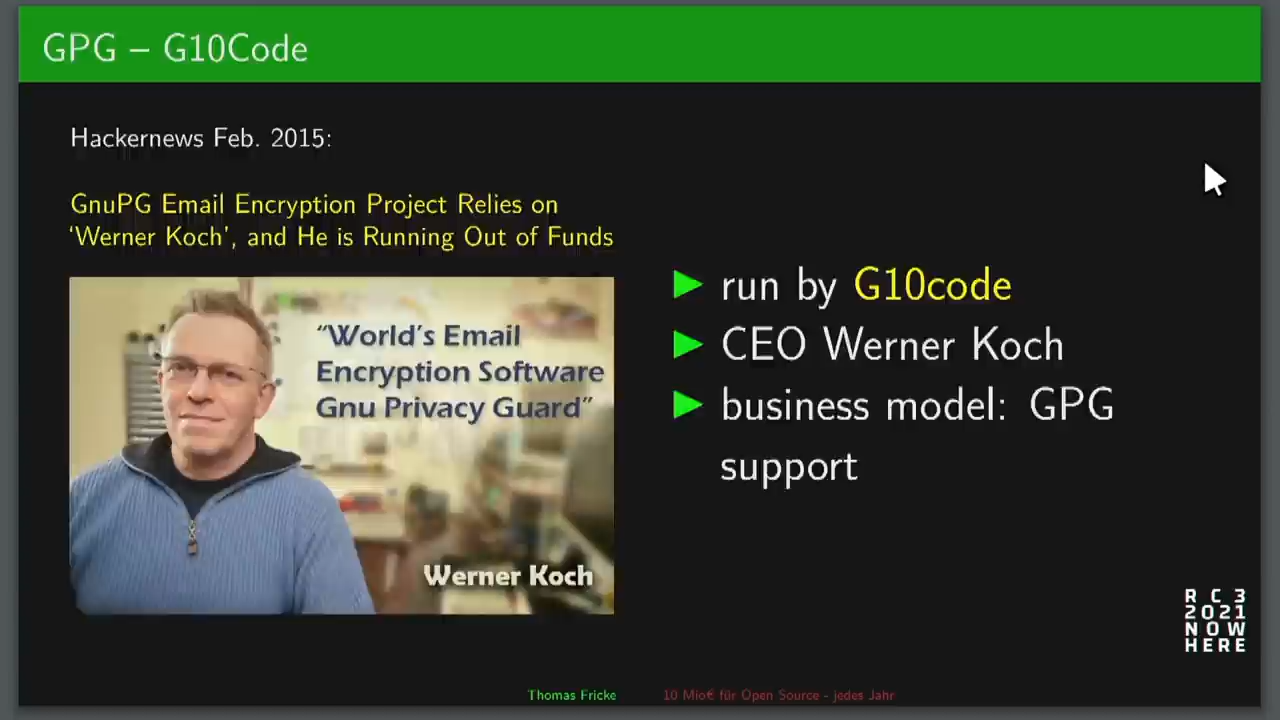 GPG – G10Code
Hackernews Feb. 2015:
GnuPG Email Encryption Project Relies on
‘Werner Koch’, and He is Running Out of Funds
“World’s Email
Encryption Software
Gnu Privacy Guard”
Werner Koch
run by G10code
CEO Werner Koch
business model: GPG
support
R C 3
2021
NOW
HERE
Thomas Fricke
10 Mio€ für Open Source - jedes Jahr